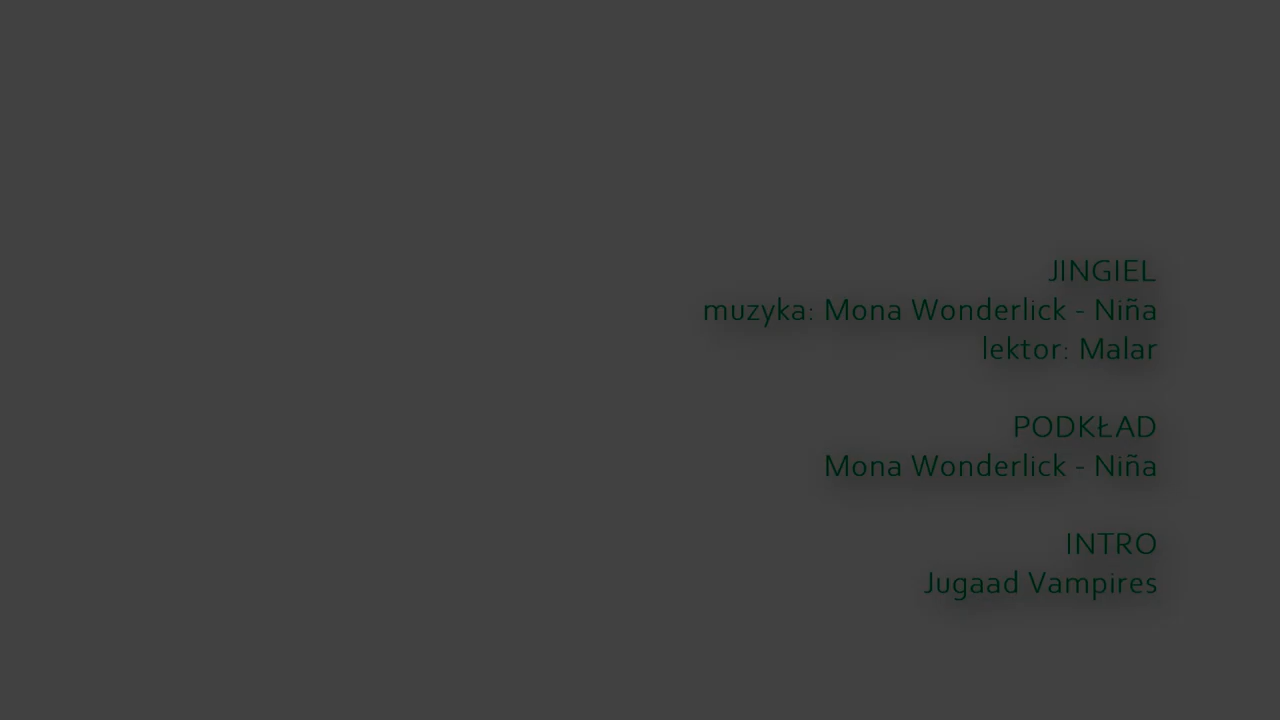 JINGIEL
muzyka: Mona Wonderlick - Niña
lektor: Malar
PODKŁAD
Mona Wonderlick - Niña
INTRO
Jugaad Vampires